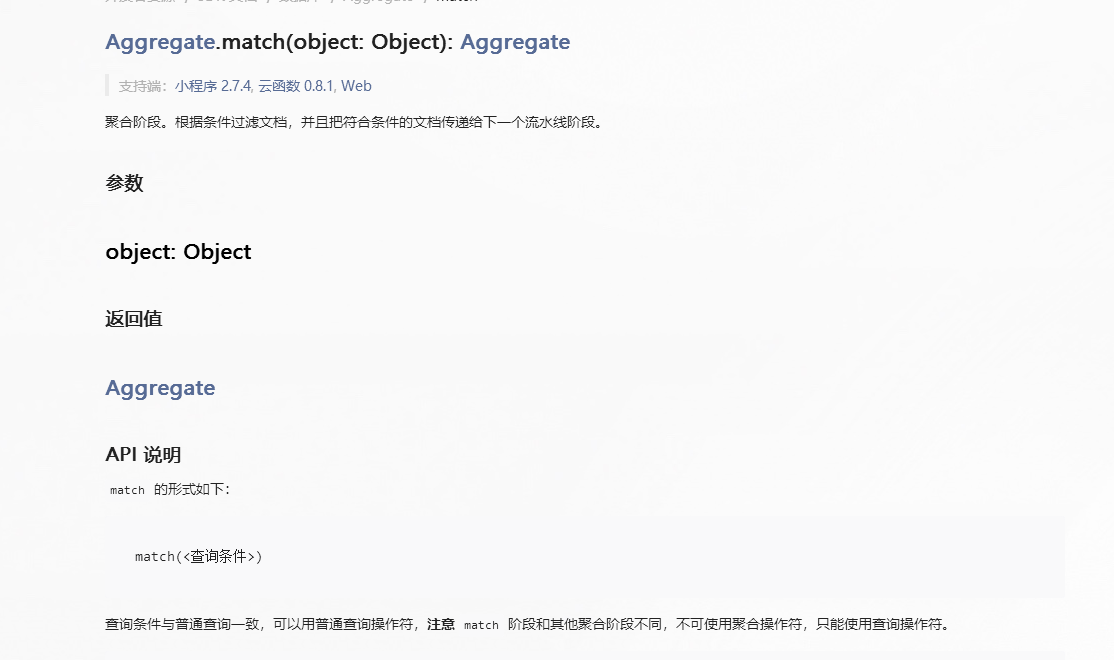 Aggregate.match(object: Object): Aggregate
支持端：小程序 2.7.4, 云函数 0.8.1, Web
聚合阶段。根据条件过滤文档，并且把符合条件的文档传递给下一个流水线阶段。
参数
object: Object
返回值
Aggregate
API 说明
match 的形式如下：
match(<查询条件>)
查询条件与普通查询一致，可以用普通查询操作符，注意 match 阶段和其他聚合阶段不同，不可使用聚合操作符，只能使用查询操作符。